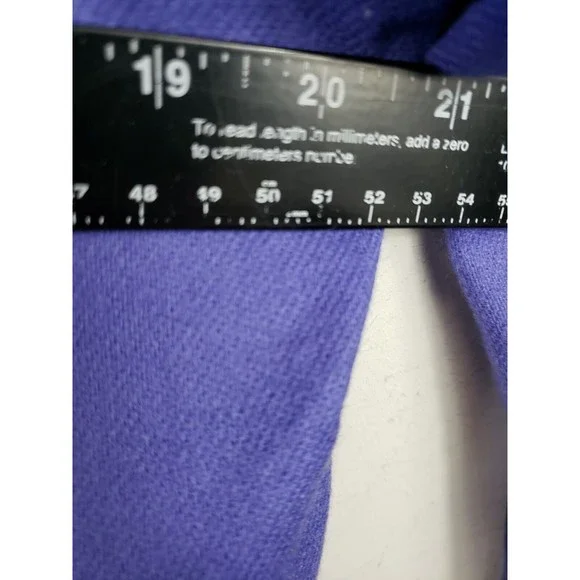 19 20 21
To read length in millimeters, add a zero
to centimeters
48 49 50 51 52 53 54